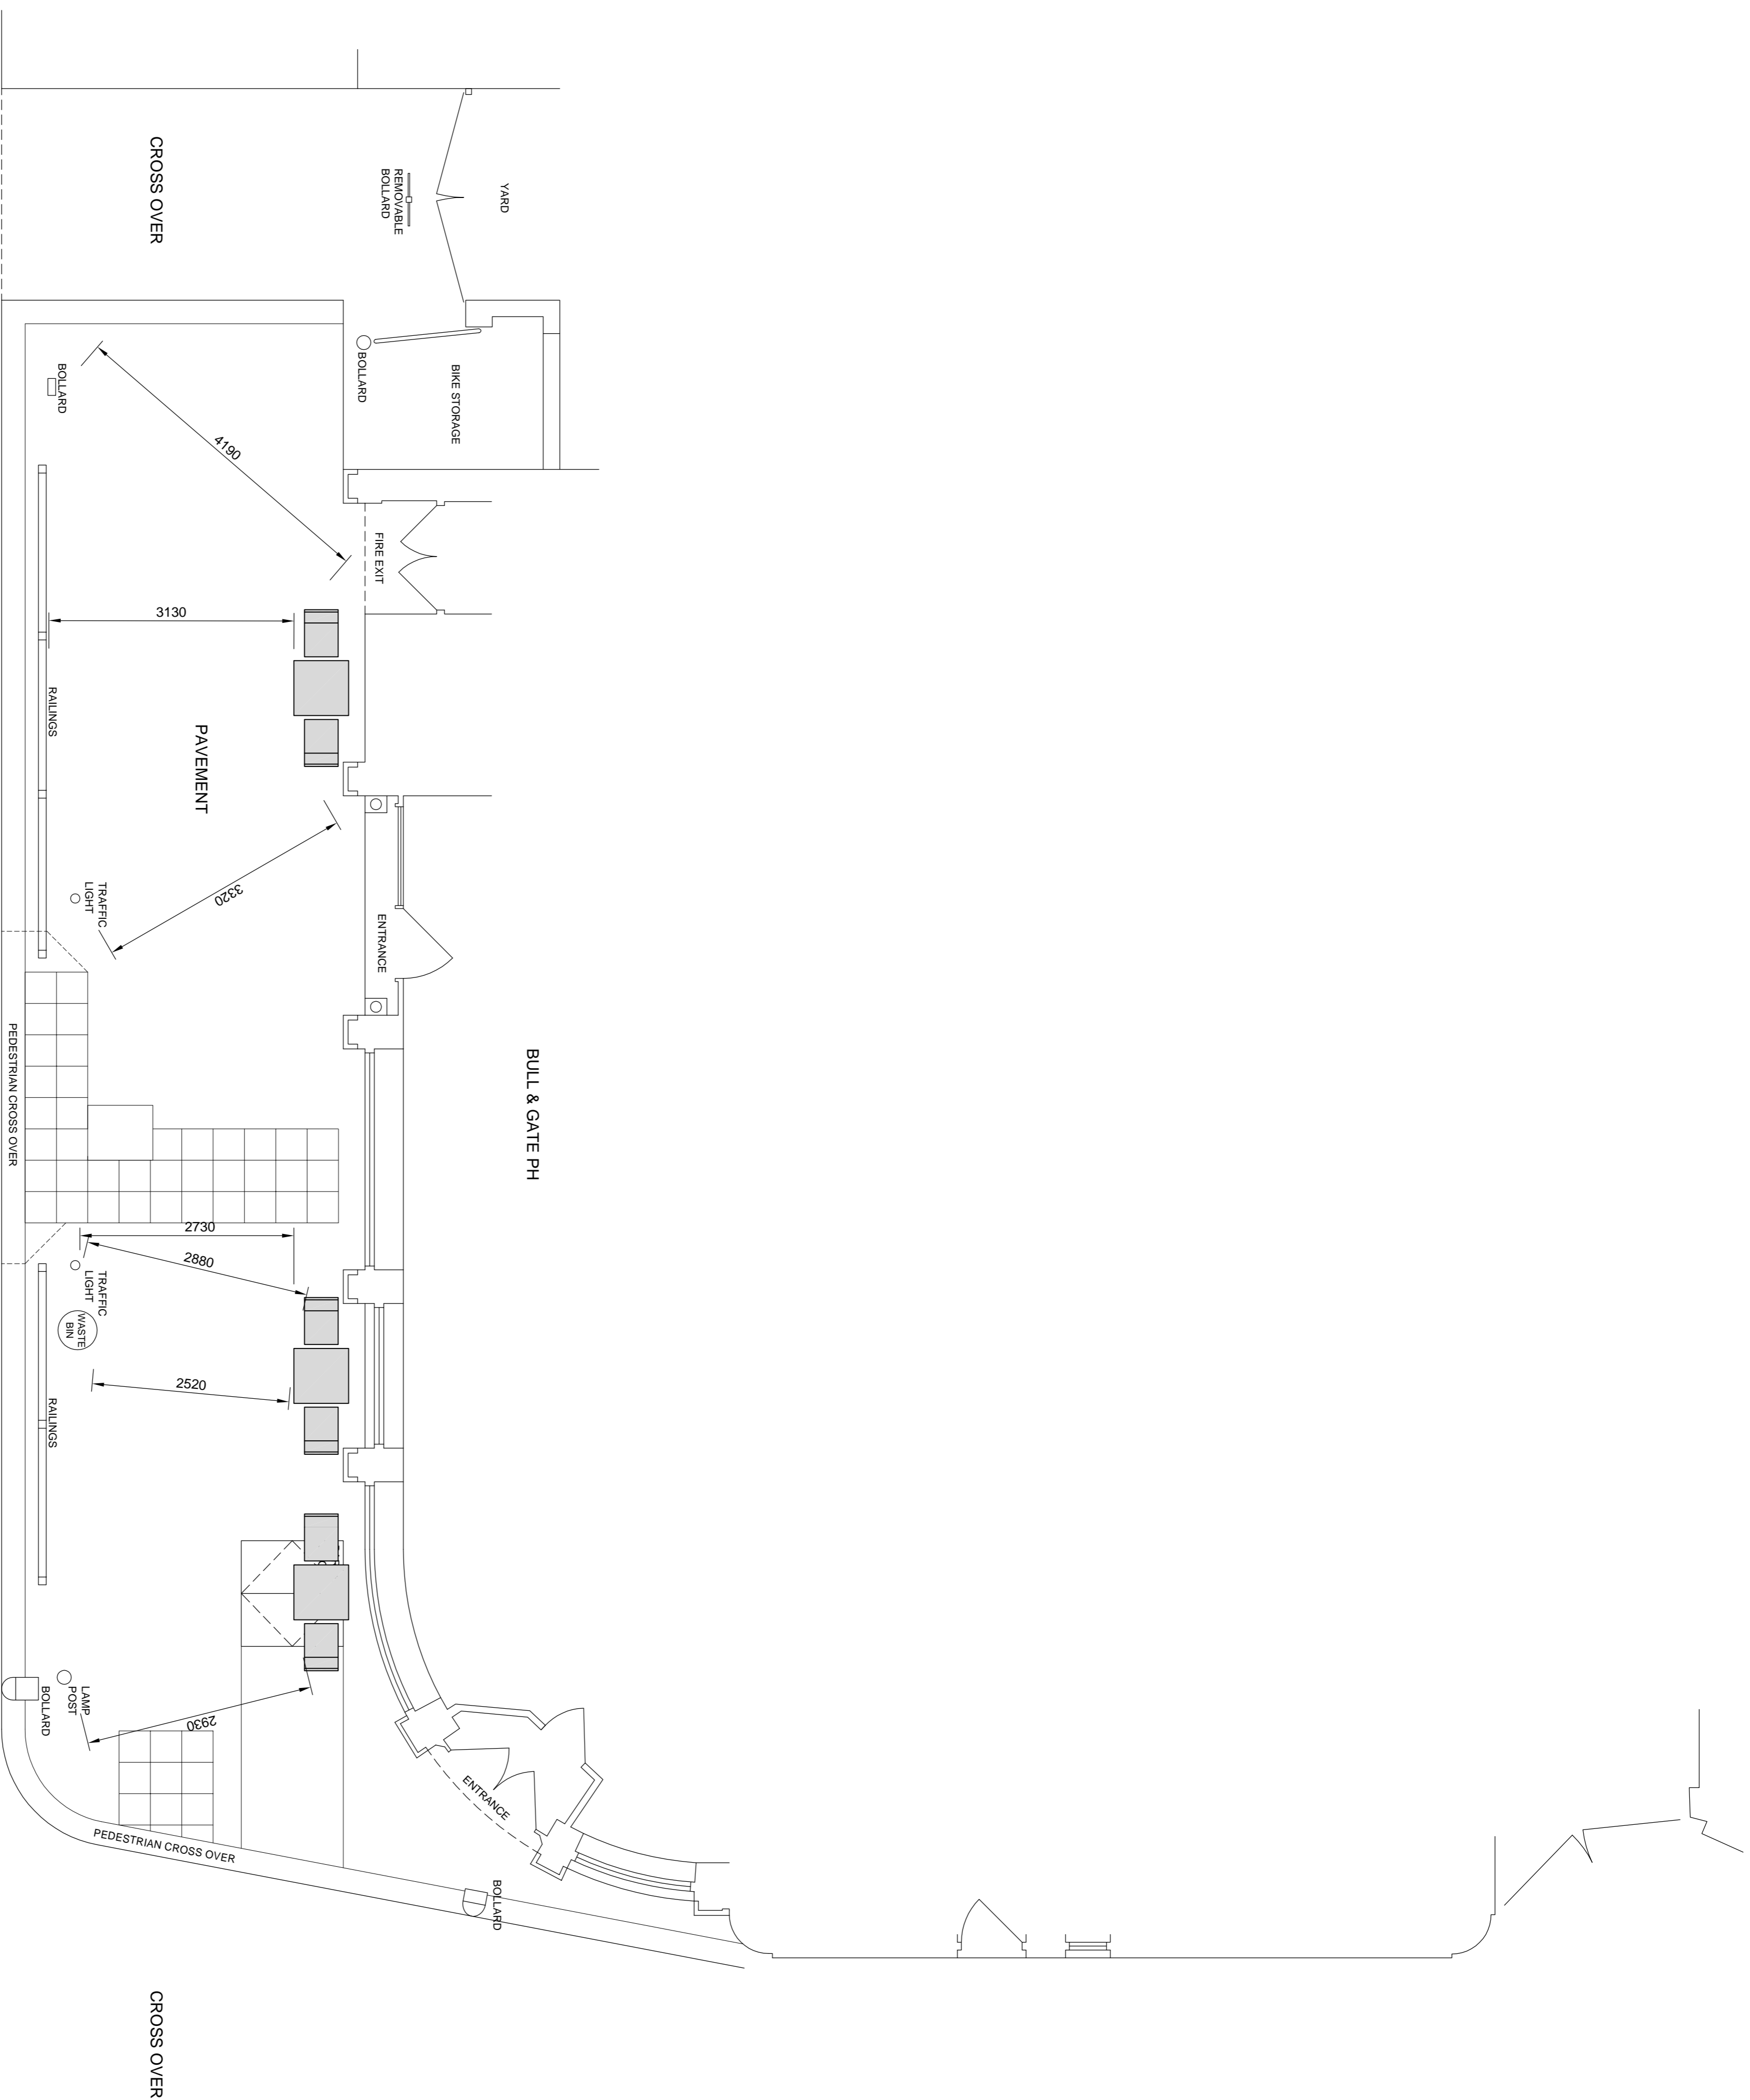 CROSS OVER
YARD
REMOVABLE
BOLLARD
BOLLARD
BIKE STORAGE
BOLLARD
4190
FIRE EXIT
3130
RAILINGS
PAVEMENT
3320
TRAFFIC
LIGHT
ENTRANCE
PEDESTRIAN CROSS OVER
BULL & GATE PH
2730
2880
TRAFFIC
LIGHT
WASTE
BIN
2520
RAILINGS
LAMP
POST
BOLLARD
2930
ENTRANCE
PEDESTRIAN CROSS OVER
BOLLARD
CROSS OVER